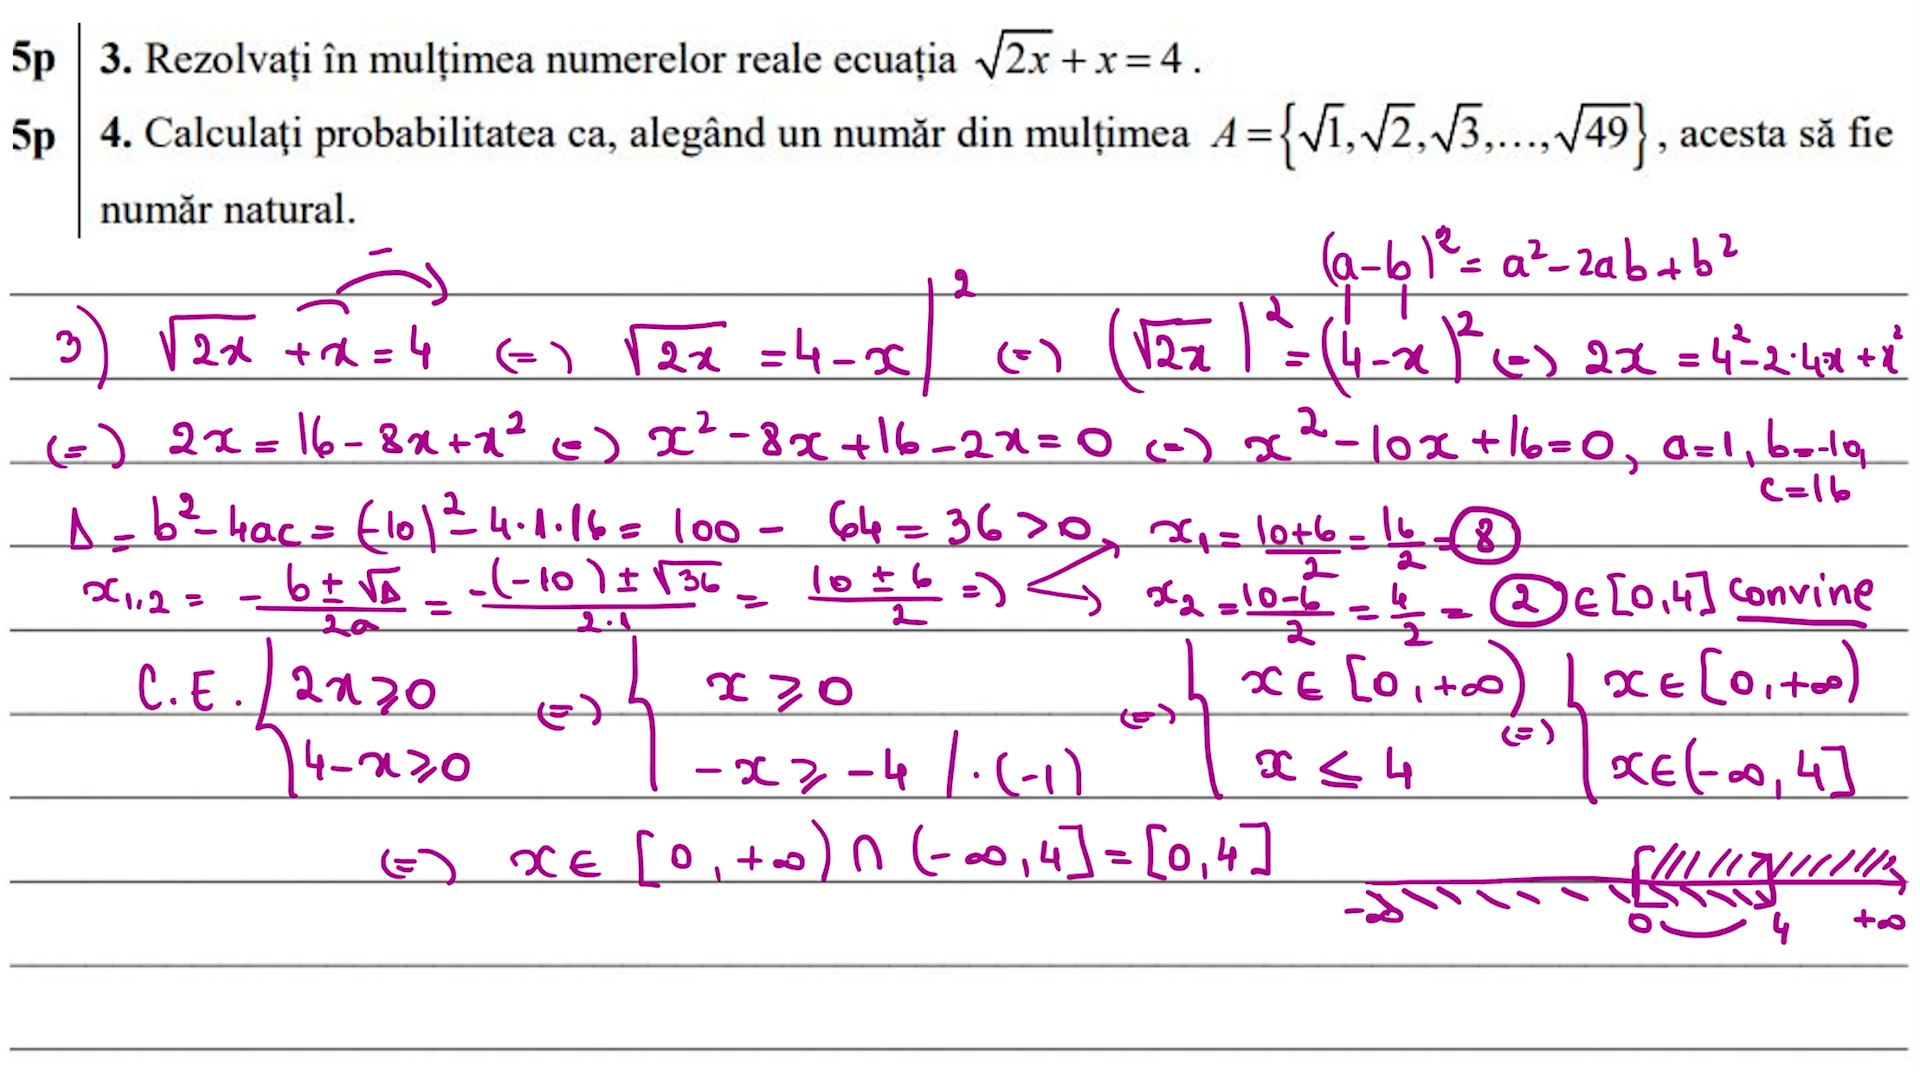 5p 3. Rezolvați în mulțimea numerelor reale ecuația √2x + x = 4 .
5p 4. Calculați probabilitatea ca, alegând un număr din mulțimea A = {√1, √2, √3, ..., √49} , acesta să fie
număr natural.
(a-b)² = a² - 2ab + b²
3) √2x + x = 4 (=) √2x = 4 - x |² (=) (√2x)² = (4-x)² (=) 2x = 4² - 2·4x + x²
(=) 2x = 16 - 8x + x² (=) x² - 8x + 16 - 2x = 0 (=) x² - 10x + 16 = 0, a=1, b=-10,
c=16
Δ = b² - 4ac = (-10)² - 4·1·16 = 100 - 64 = 36 > 0 x₁ = (10+6)/2 = 16/2 = 8
x₁,₂ = (-b ± √Δ)/2a = (-(-10) ± √36)/2·1 = (10 ± 6)/2 =) x₂ = (10-6)/2 = 4/2 = 2 ∈ [0,4] convine
C.E. { 2x ≥ 0 (=) { x ≥ 0 (=) { x ∈ [0,+∞) (=) { x ∈ [0,+∞)
4 - x ≥ 0 -x ≥ -4 | ·(-1) x ≤ 4 x ∈ (-∞,4]
(=) x ∈ [0,+∞) ∩ (-∞,4] = [0,4]
-∞ 0 4 +∞